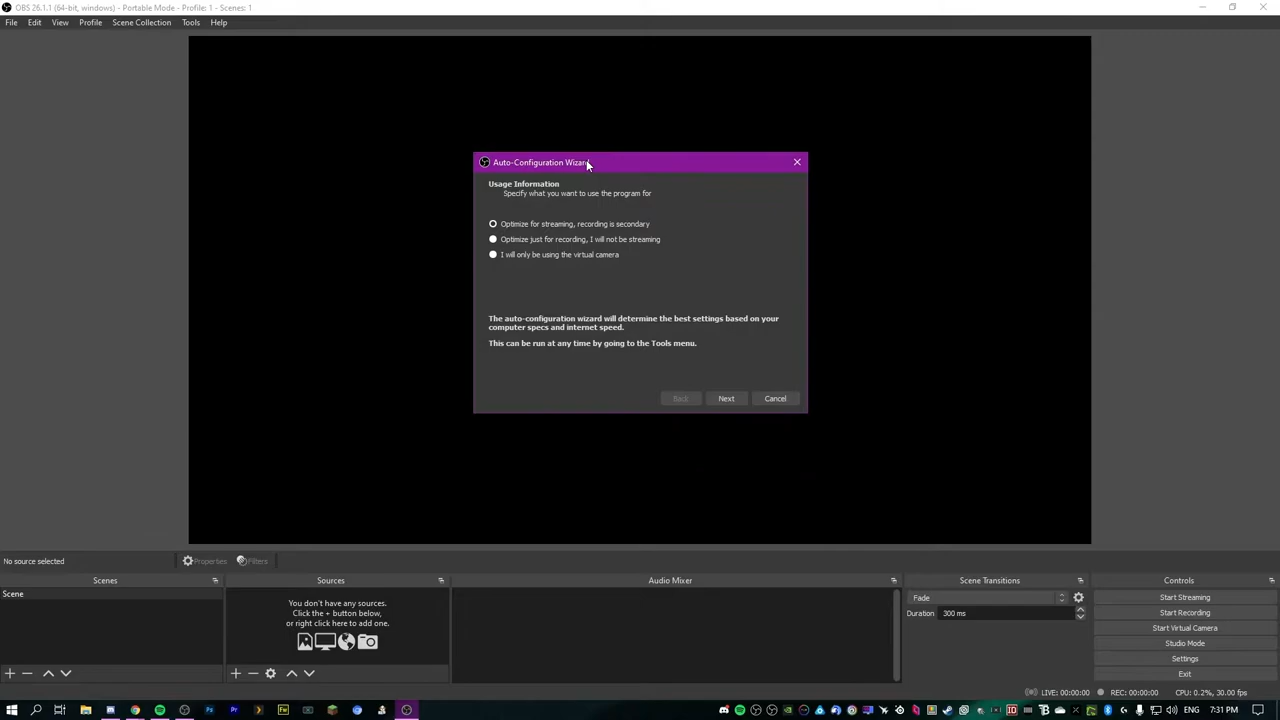 OBS 26.1.1 (64-bit, windows) - Portable Mode - Profile: 1 - Scenes: 1
File Edit View Profile Scene Collection Tools Help
Auto-Configuration Wizard
Usage Information
Specify what you want to use the program for
Optimize for streaming, recording is secondary
Optimize just for recording, I will not be streaming
I will only be using the virtual camera
The auto-configuration wizard will determine the best settings based on your
computer specs and internet speed.
This can be run at any time by going to the Tools menu.
Back Next Cancel
No source selected Properties Filters
Scenes Sources Audio Mixer Scene Transitions Controls
Scene
You don't have any sources.
Click the + button below,
or right click here to add one.
Fade
Duration 300 ms
Start Streaming
Start Recording
Start Virtual Camera
Studio Mode
Settings
Exit
LIVE: 00:00:00 REC: 00:00:00 CPU: 0.2%, 30.00 fps
ENG 7:31 PM